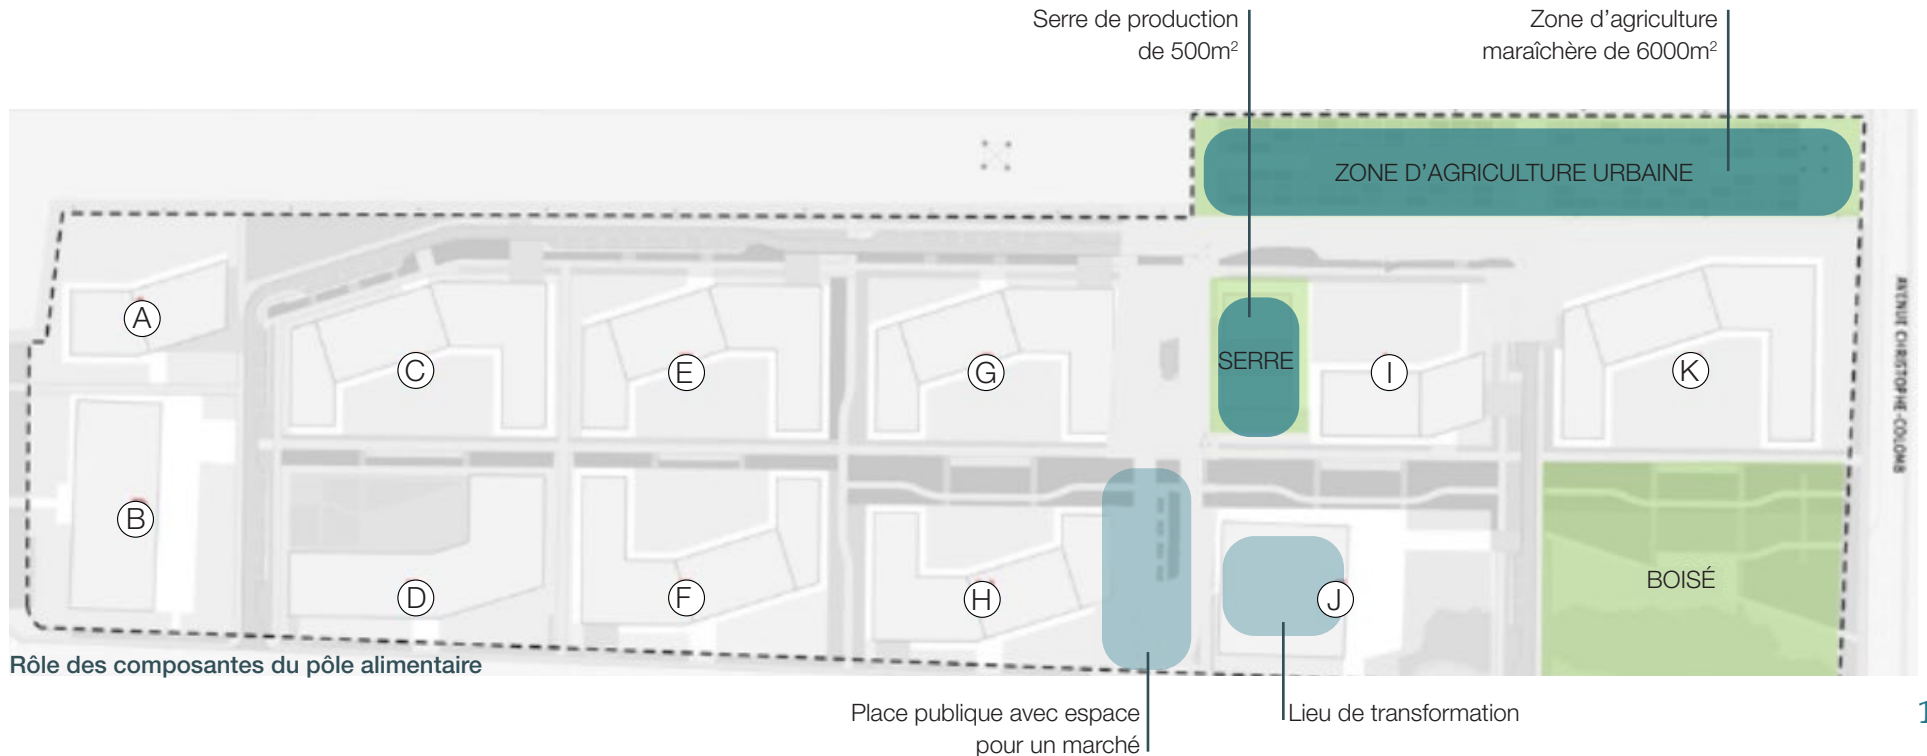 Serre de production
de 500m²
Zone d’agriculture
maraîchère de 6000m²
ZONE D’AGRICULTURE URBAINE
AVENUE CHRISTOPHE-COLOMB
A
C
E
G
SERRE
I
K
B
D
F
H
J
BOISÉ
Rôle des composantes du pôle alimentaire
Place publique avec espace
pour un marché
Lieu de transformation